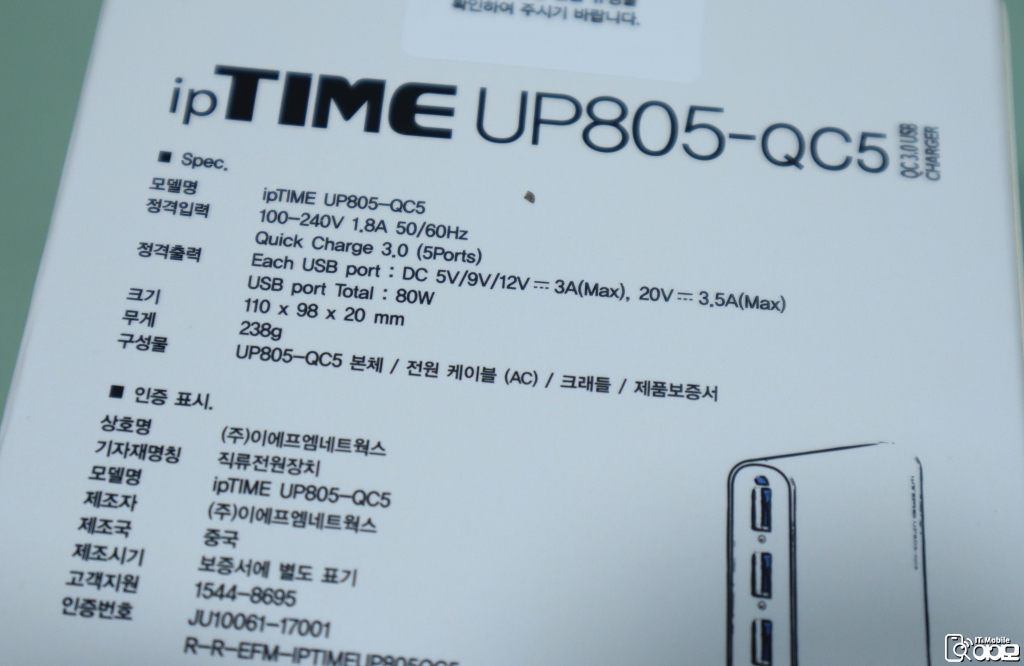 확인하여 주시기 바랍니다.
ipTIME UP805-QC5 QC 3.0 USB CHARGER
■ Spec.
모델명 ipTIME UP805-QC5
정격입력 100-240V 1.8A 50/60Hz
정격출력 Quick Charge 3.0 (5Ports)
Each USB port : DC 5V/9V/12V ⎓ 3A(Max), 20V ⎓ 3.5A(Max)
USB port Total : 80W
크기 110 x 98 x 20 mm
무게 238g
구성물 UP805-QC5 본체 / 전원 케이블 (AC) / 크래들 / 제품보증서
■ 인증 표시.
상호명 (주)이에프엠네트웍스
기자재명칭 직류전원장치
모델명 ipTIME UP805-QC5
제조자 (주)이에프엠네트웍스
제조국 중국
제조시기 보증서에 별도 표기
고객지원 1544-8695
인증번호 JU10061-17001
R-R-EFM-IPTIMEUP805QC5
IT·Mobile